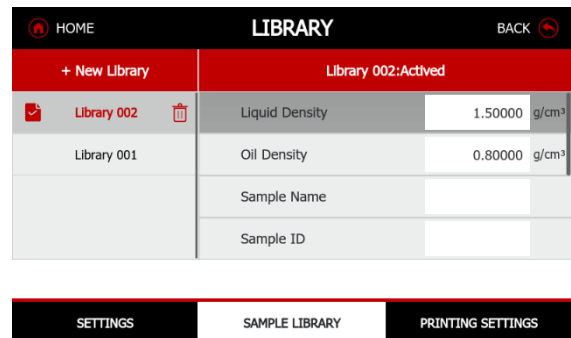 HOME
LIBRARY
BACK
+ New Library
Library 002:Actived
Library 002
Liquid Density
1.50000 g/cm³
Library 001
Oil Density
0.80000 g/cm³
Sample Name
Sample ID
SETTINGS
SAMPLE LIBRARY
PRINTING SETTINGS